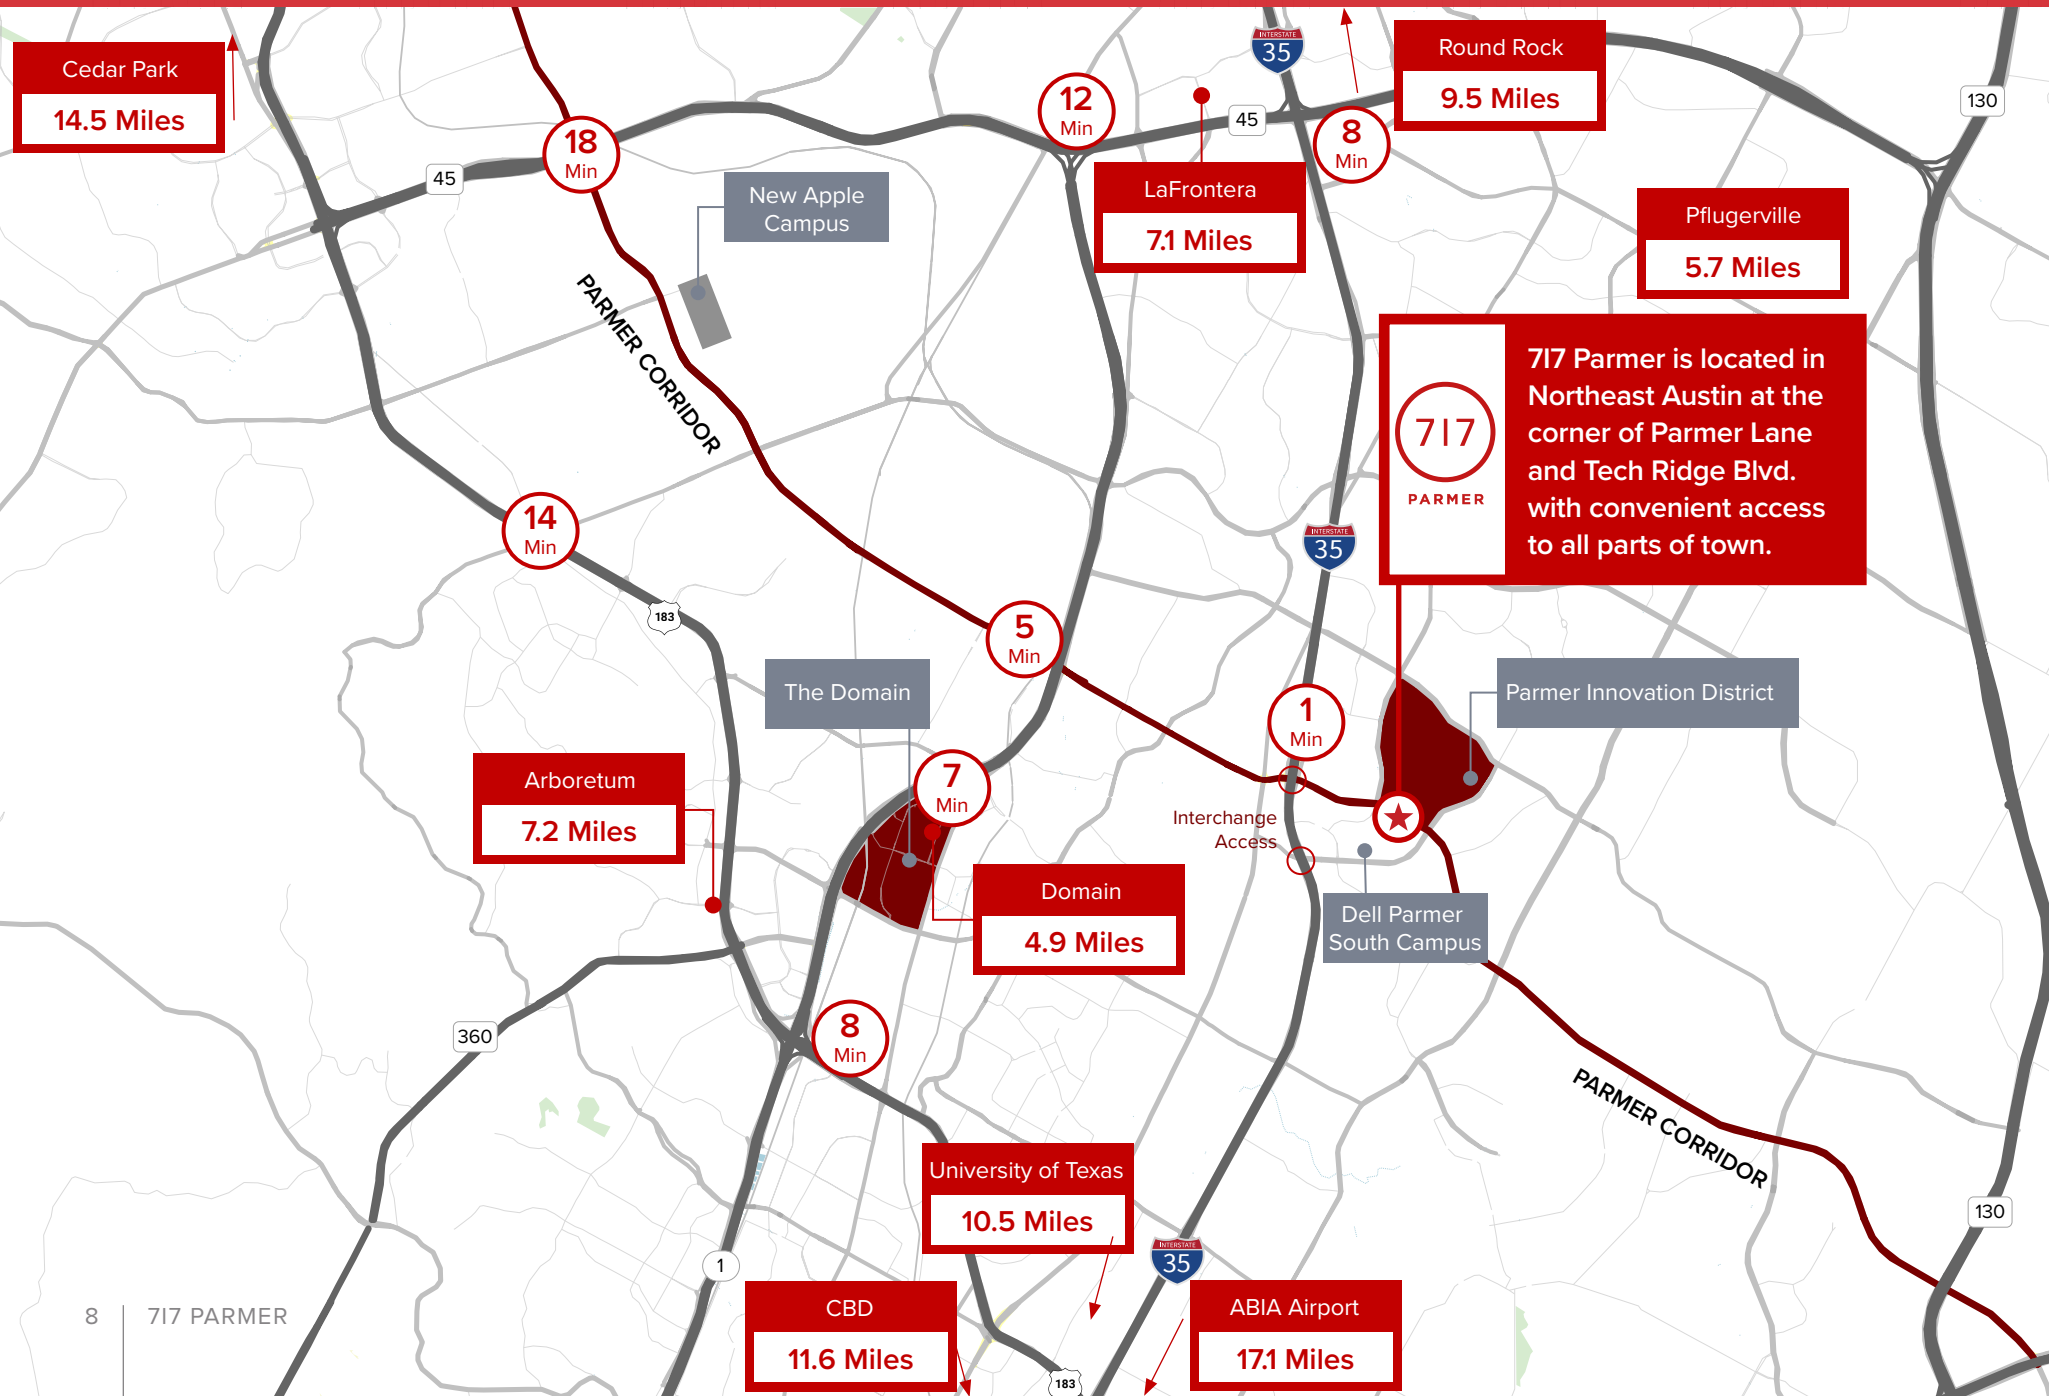 Cedar Park
14.5 Miles
INTERSTATE
35
Round Rock
9.5 Miles
12
Min
130
45
18
Min
8
Min
45
New Apple
Campus
LaFrontera
7.1 Miles
Pflugerville
5.7 Miles
PARMER CORRIDOR
717
PARMER
717 Parmer is located in
Northeast Austin at the
corner of Parmer Lane
and Tech Ridge Blvd.
with convenient access
to all parts of town.
14
Min
INTERSTATE
35
183
5
Min
The Domain
1
Min
Parmer Innovation District
Arboretum
7.2 Miles
7
Min
Interchange
Access
Domain
4.9 Miles
Dell Parmer
South Campus
360
8
Min
PARMER CORRIDOR
University of Texas
10.5 Miles
130
INTERSTATE
35
1
CBD
11.6 Miles
ABIA Airport
17.1 Miles
183
8
717 PARMER